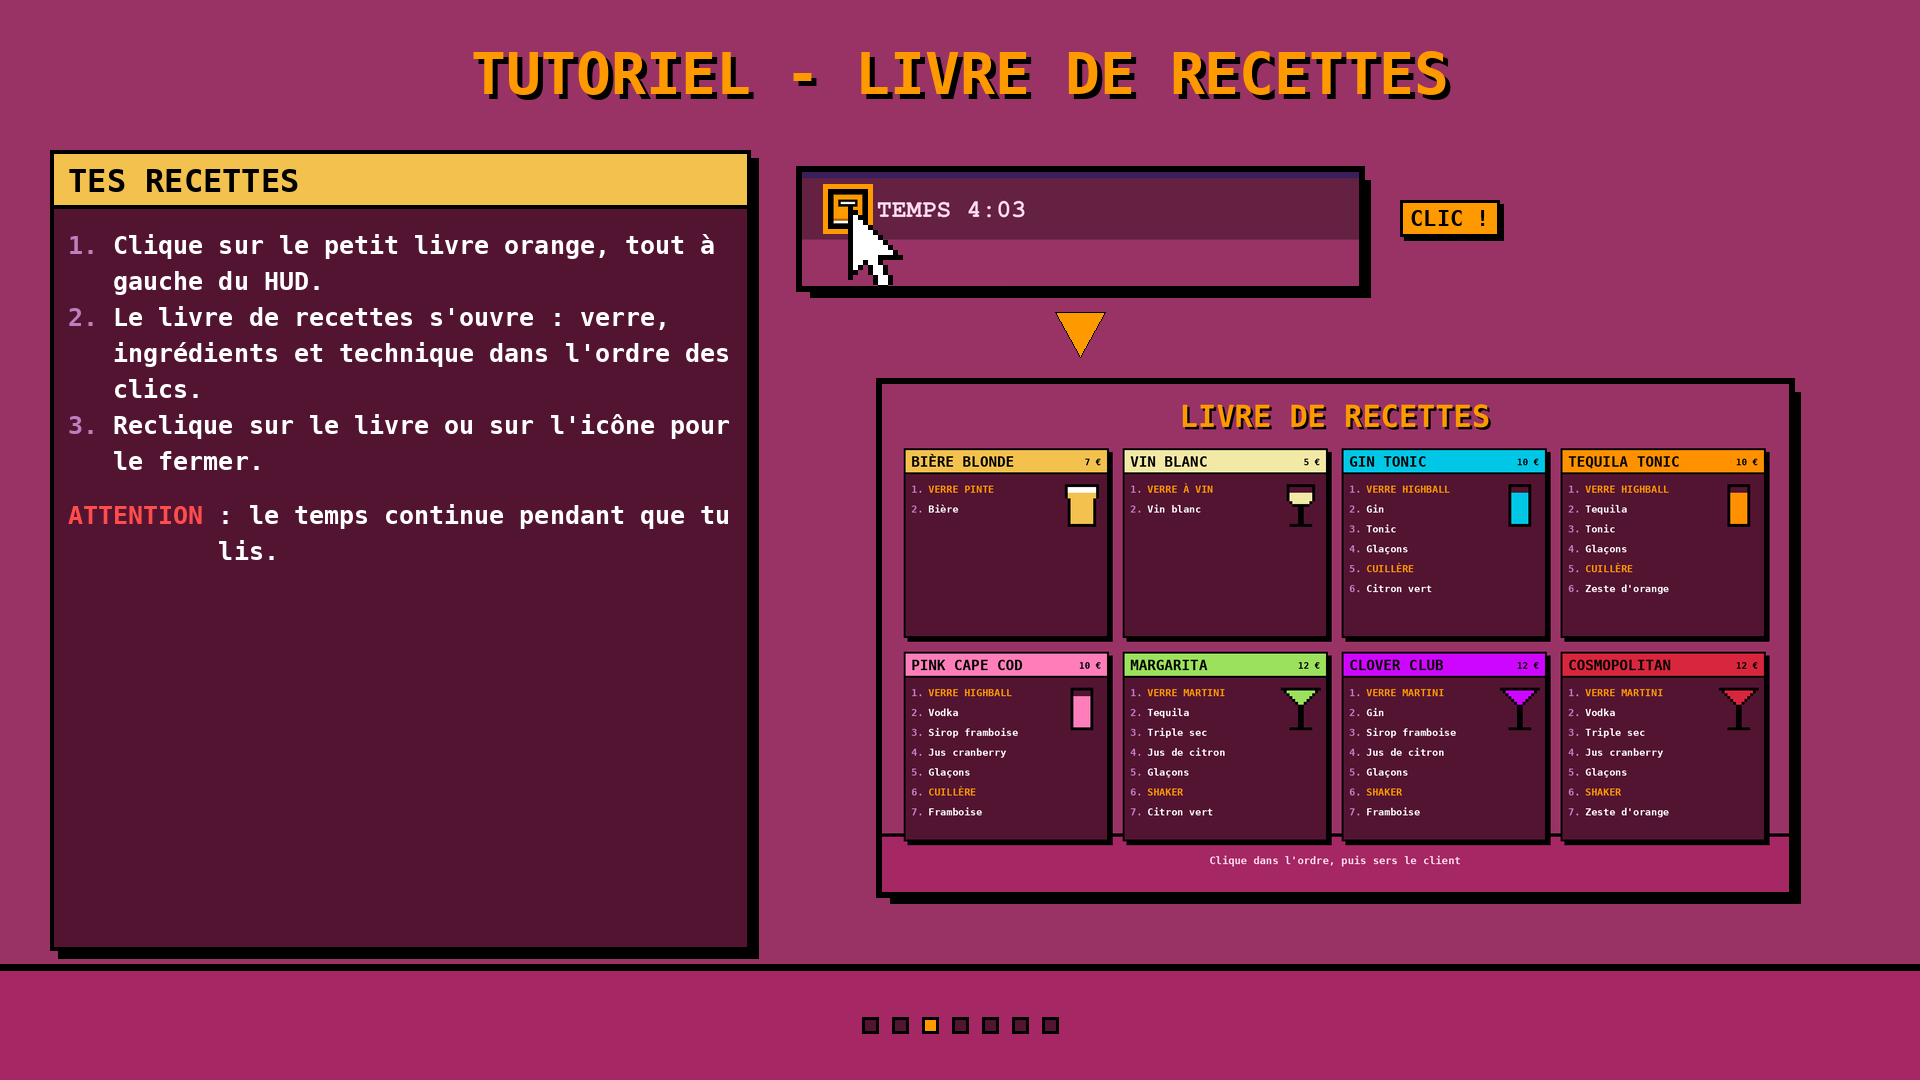 TUTORIEL - LIVRE DE RECETTES
TES RECETTES
1. Clique sur le petit livre orange, tout à
gauche du HUD.
2. Le livre de recettes s'ouvre : verre,
ingrédients et technique dans l'ordre des
clics.
3. Reclique sur le livre ou sur l'icône pour
le fermer.
ATTENTION : le temps continue pendant que tu
lis.
TEMPS 4:03
CLIC !
LIVRE DE RECETTES
BIÈRE BLONDE 7 €
1. VERRE PINTE
2. Bière
VIN BLANC 5 €
1. VERRE À VIN
2. Vin blanc
GIN TONIC 10 €
1. VERRE HIGHBALL
2. Gin
3. Tonic
4. Glaçons
5. CUILLÈRE
6. Citron vert
TEQUILA TONIC 10 €
1. VERRE HIGHBALL
2. Tequila
3. Tonic
4. Glaçons
5. CUILLÈRE
6. Zeste d'orange
PINK CAPE COD 10 €
1. VERRE HIGHBALL
2. Vodka
3. Sirop framboise
4. Jus cranberry
5. Glaçons
6. CUILLÈRE
7. Framboise
MARGARITA 12 €
1. VERRE MARTINI
2. Tequila
3. Triple sec
4. Jus de citron
5. Glaçons
6. SHAKER
7. Citron vert
CLOVER CLUB 12 €
1. VERRE MARTINI
2. Gin
3. Sirop framboise
4. Jus de citron
5. Glaçons
6. SHAKER
7. Framboise
COSMOPOLITAN 12 €
1. VERRE MARTINI
2. Vodka
3. Triple sec
4. Jus cranberry
5. Glaçons
6. SHAKER
7. Zeste d'orange
Clique dans l'ordre, puis sers le client